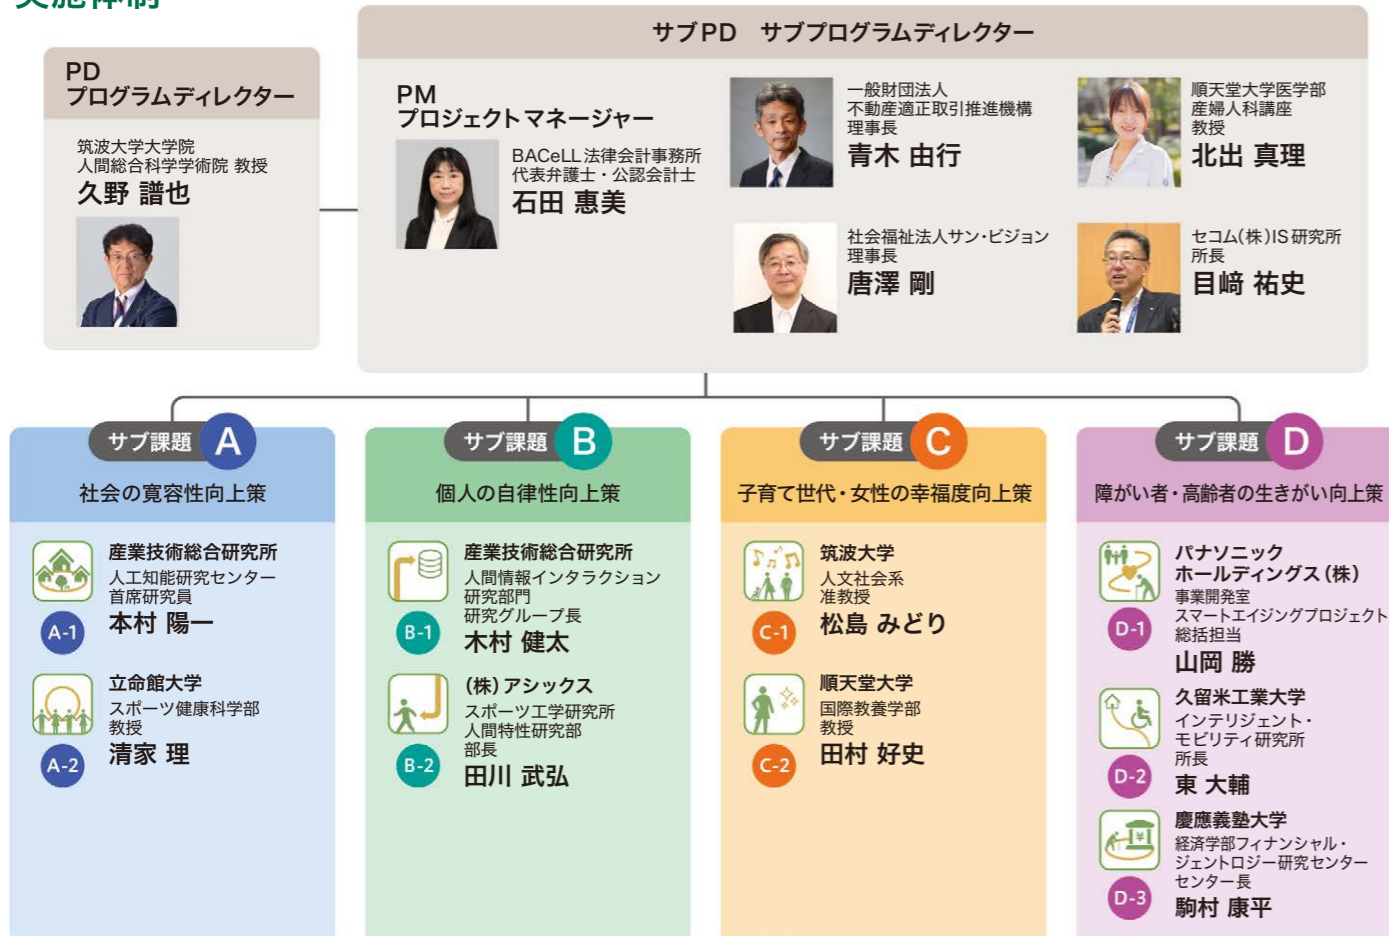 実施体制
PD
プログラムディレクター
筑波大学大学院
人間総合科学学術院 教授
久野 譜也
サブPD　サブプログラムディレクター
PM
プロジェクトマネージャー
BACeLL法律会計事務所
代表弁護士・公認会計士
石田 惠美
一般財団法人
不動産適正取引推進機構
理事長
青木 由行
順天堂大学医学部
産婦人科講座
教授
北出 真理
社会福祉法人サン・ビジョン
理事長
唐澤 剛
セコム(株)IS研究所
所長
目﨑 祐史
サブ課題 A
社会の寛容性向上策
産業技術総合研究所
人工知能研究センター
首席研究員
A-1
本村 陽一
立命館大学
スポーツ健康科学部
教授
A-2
清家 理
サブ課題 B
個人の自律性向上策
産業技術総合研究所
人間情報インタラクション
研究部門
研究グループ長
B-1
木村 健太
(株)アシックス
スポーツ工学研究所
人間特性研究部
部長
B-2
田川 武弘
サブ課題 C
子育て世代・女性の幸福度向上策
筑波大学
人文社会系
准教授
C-1
松島 みどり
順天堂大学
国際教養学部
教授
C-2
田村 好史
サブ課題 D
障がい者・高齢者の生きがい向上策
パナソニック
ホールディングス(株)
事業開発室
スマートエイジングプロジェクト
総括担当
D-1
山岡 勝
久留米工業大学
インテリジェント・
モビリティ研究所
所長
D-2
東 大輔
慶應義塾大学
経済学部フィナンシャル・
ジェントロジー研究センター
センター長
D-3
駒村 康平